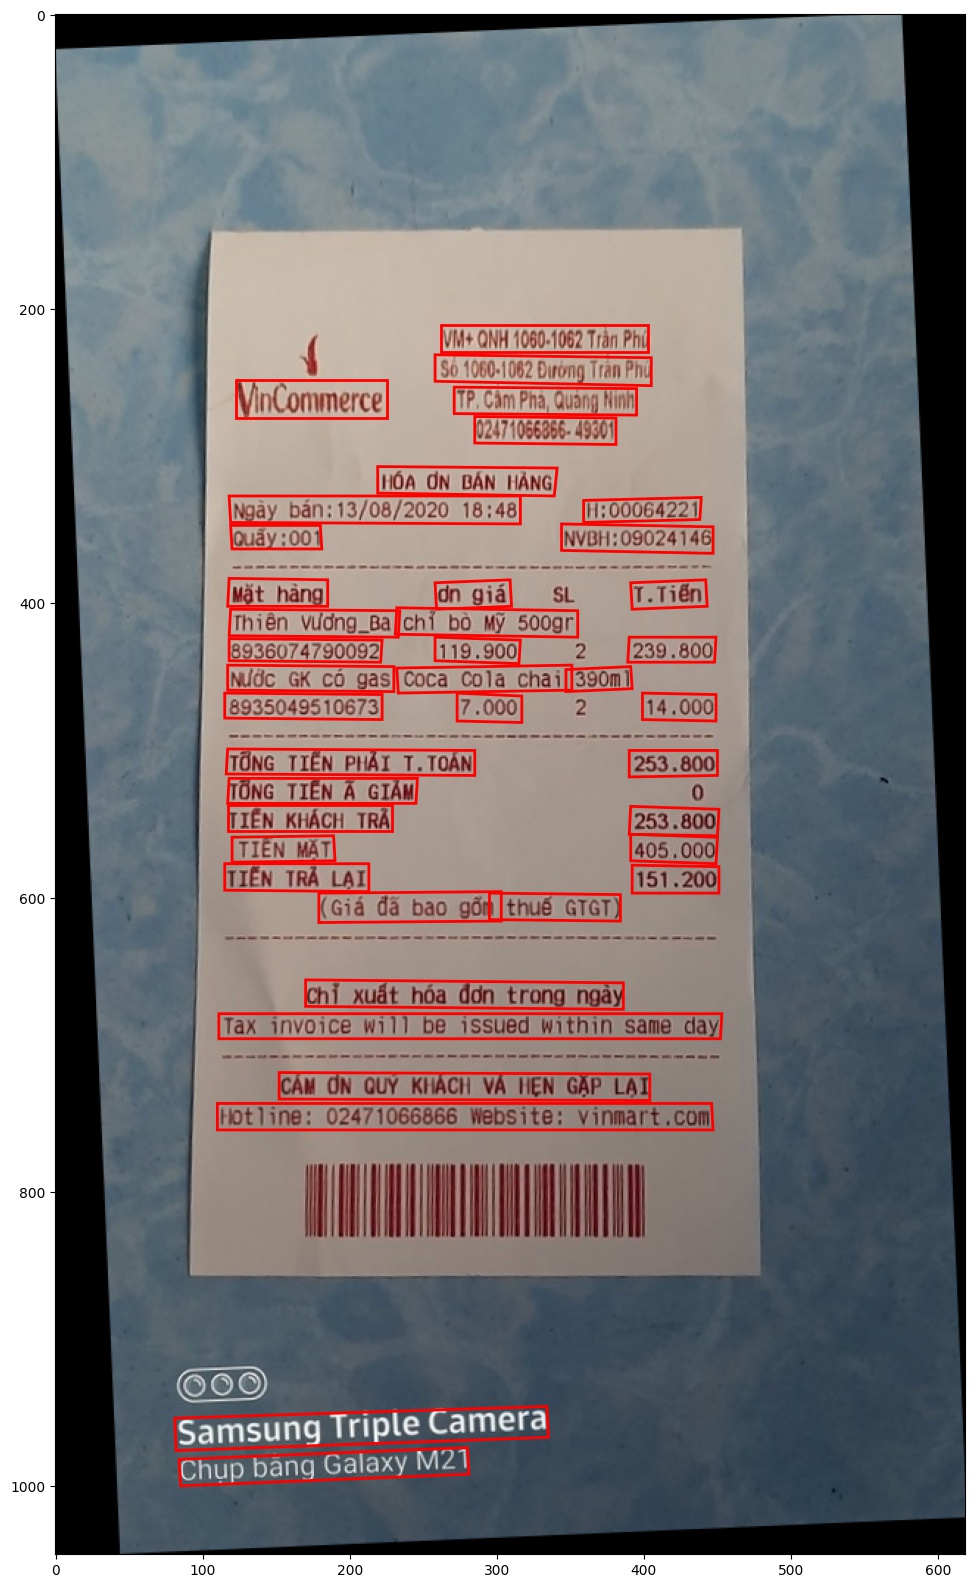 VinCommerce
VM+ QNH 1060-1062 Trần Phú
Số 1060-1062 Đường Trần Phú
TP. Cẩm Phả, Quảng Ninh
02471066866- 49301
HÓA ƠN BÁN HÀNG
Ngày bán:13/08/2020 18:48 H:00064221
Quầy:001 NVBH:09024146
Mặt hàng ơn giá SL T.Tiền
Thiên Vương_Ba chỉ bò Mỹ 500gr
8936074790092 119.900 2 239.800
Nước GK có gas Coca Cola chai 390ml
8935049510673 7.000 2 14.000
TỔNG TIỀN PHẢI T.TOÁN 253.800
TỔNG TIỀN Ã GIẢM 0
TIỀN KHÁCH TRẢ 253.800
TIỀN MẶT 405.000
TIỀN TRẢ LẠI 151.200
(Giá đã bao gồm thuế GTGT)
Chỉ xuất hóa đơn trong ngày
Tax invoice will be issued within same day
CẢM ƠN QUÝ KHÁCH VÀ HẸN GẶP LẠI
Hotline: 02471066866 Website: vinmart.com
Samsung Triple Camera
Chụp bằng Galaxy M21
0
200
400
600
800
1000
0 100 200 300 400 500 600